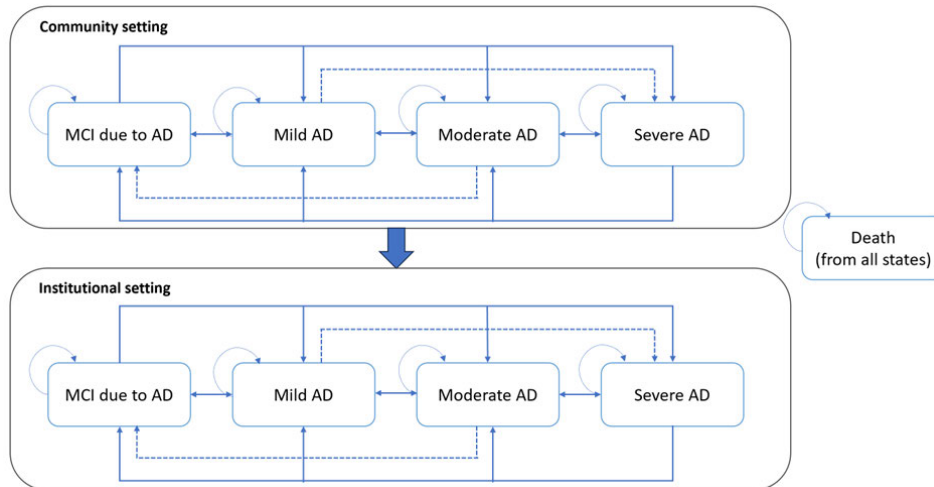 Community setting
MCI due to AD
Mild AD
Moderate AD
Severe AD
Death
(from all states)
Institutional setting
MCI due to AD
Mild AD
Moderate AD
Severe AD